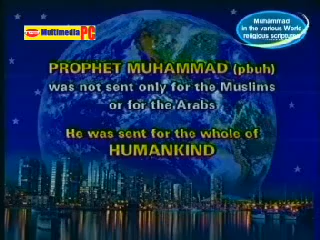 Multimedia PC
Muhammad
in the various World
religious scriptures
PROPHET MUHAMMAD (pbuh)
was not sent only for the Muslims
or for the Arabs
He was sent for the whole of
HUMANKIND